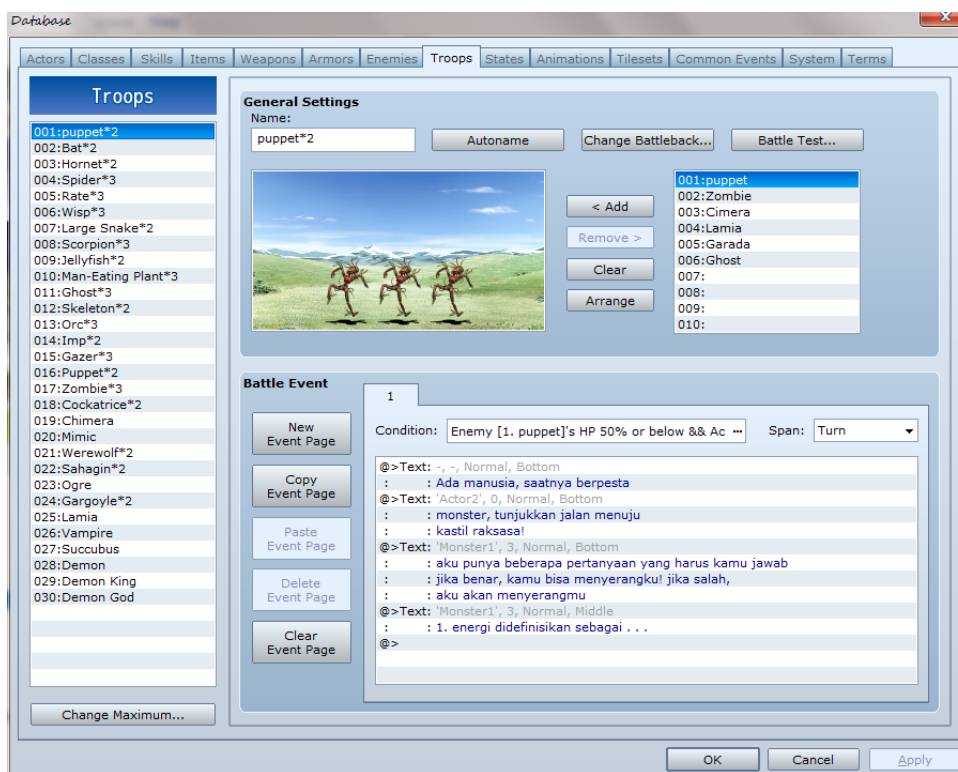 Database
Actors Classes Skills Items Weapons Armors Enemies Troops States Animations Tilesets Common Events System Terms
Troops
001:puppet*2
002:Bat*2
003:Hornet*2
004:Spider*3
005:Rate*3
006:Wisp*3
007:Large Snake*2
008:Scorpion*3
009:Jellyfish*2
010:Man-Eating Plant*3
011:Ghost*3
012:Skeleton*2
013:Orc*3
014:Imp*2
015:Gazer*3
016:Puppet*2
017:Zombie*3
018:Cockatrice*2
019:Chimera
020:Mimic
021:Werewolf*2
022:Sahagin*2
023:Ogre
024:Gargoyle*2
025:Lamia
026:Vampire
027:Succubus
028:Demon
029:Demon King
030:Demon God
Change Maximum...
General Settings
Name:
puppet*2 Autoname Change Battleback... Battle Test...
< Add
Remove >
Clear
Arrange
001:puppet
002:Zombie
003:Cimera
004:Lamia
005:Garada
006:Ghost
007:
008:
009:
010:
Battle Event
New
Event Page
Copy
Event Page
Paste
Event Page
Delete
Event Page
Clear
Event Page
1
Condition: Enemy [1. puppet]'s HP 50% or below && Ac ... Span: Turn
@>Text: -, -, Normal, Bottom
: : Ada manusia, saatnya berpesta
@>Text: 'Actor2', 0, Normal, Bottom
: : monster, tunjukkan jalan menuju
: : kastil raksasa!
@>Text: 'Monster1', 3, Normal, Bottom
: : aku punya beberapa pertanyaan yang harus kamu jawab
: : jika benar, kamu bisa menyerangku! jika salah,
: : aku akan menyerangmu
@>Text: 'Monster1', 3, Normal, Middle
: : 1. energi didefinisikan sebagai . . .
@>
OK Cancel Apply